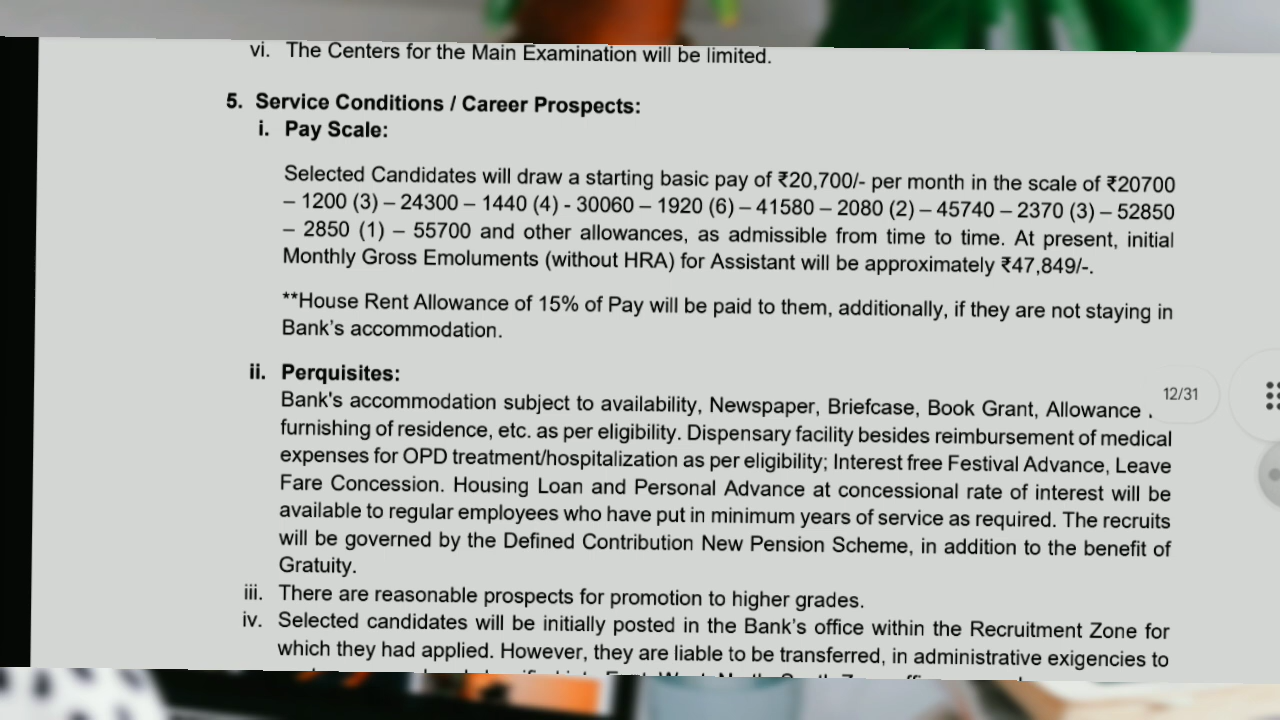 vi. The Centers for the Main Examination will be limited.
5. Service Conditions / Career Prospects:
i. Pay Scale:
Selected Candidates will draw a starting basic pay of ₹20,700/- per month in the scale of ₹20700
– 1200 (3) – 24300 – 1440 (4) - 30060 – 1920 (6) – 41580 – 2080 (2) – 45740 – 2370 (3) – 52850
– 2850 (1) – 55700 and other allowances, as admissible from time to time. At present, initial
Monthly Gross Emoluments (without HRA) for Assistant will be approximately ₹47,849/-.
**House Rent Allowance of 15% of Pay will be paid to them, additionally, if they are not staying in
Bank’s accommodation.
ii. Perquisites:
Bank's accommodation subject to availability, Newspaper, Briefcase, Book Grant, Allowance
12/31
furnishing of residence, etc. as per eligibility. Dispensary facility besides reimbursement of medical
expenses for OPD treatment/hospitalization as per eligibility; Interest free Festival Advance, Leave
Fare Concession. Housing Loan and Personal Advance at concessional rate of interest will be
available to regular employees who have put in minimum years of service as required. The recruits
will be governed by the Defined Contribution New Pension Scheme, in addition to the benefit of
Gratuity.
iii. There are reasonable prospects for promotion to higher grades.
iv. Selected candidates will be initially posted in the Bank’s office within the Recruitment Zone for
which they had applied. However, they are liable to be transferred, in administrative exigencies to